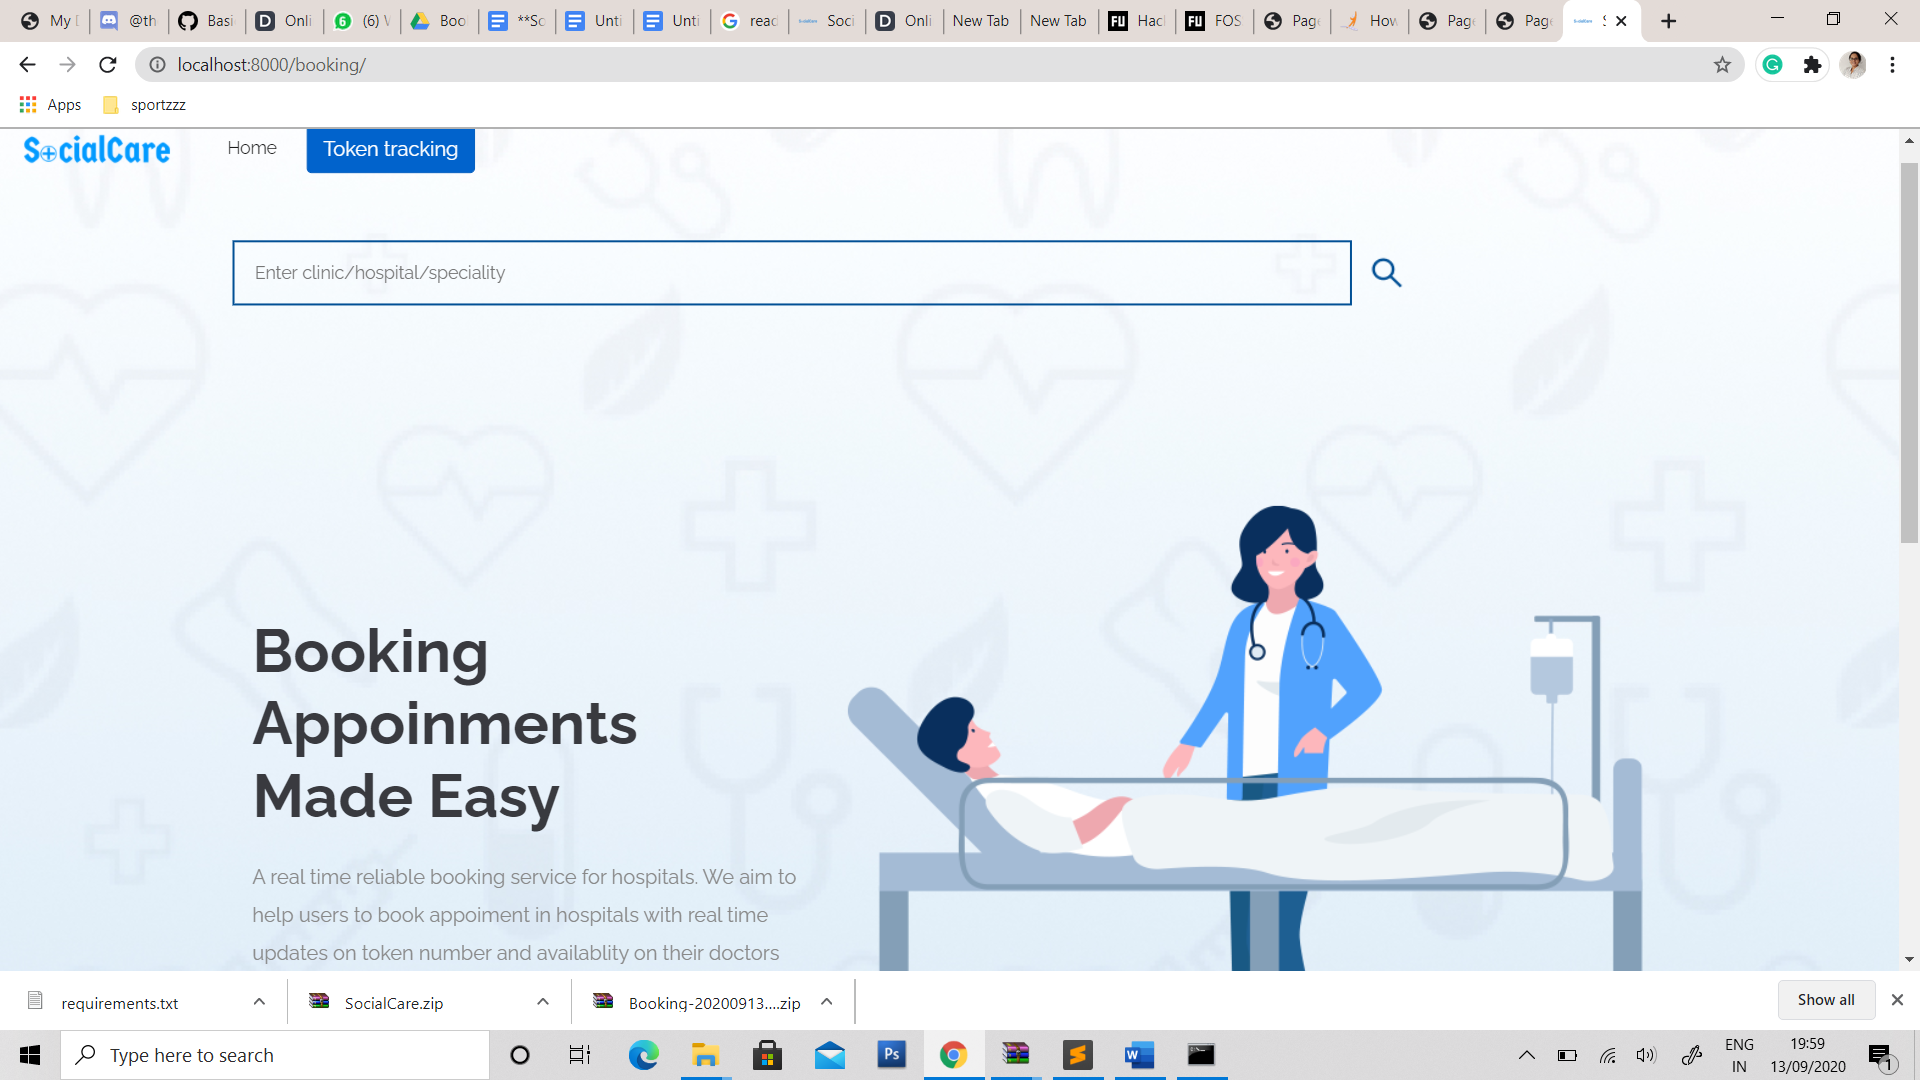 My D
@th
Basi
Onli
(6) W
Boo
**So
Unti
Unti
read
Soci
Onli
New Tab
New Tab
Hac
FOS
Page
How
Page
Page
localhost:8000/booking/
Apps
sportzzz
SocialCare
Home
Token tracking
Enter clinic/hospital/speciality
Booking
Appoinments
Made Easy
A real time reliable booking service for hospitals. We aim to
help users to book appoiment in hospitals with real time
updates on token number and availablity on their doctors
requirements.txt
SocialCare.zip
Booking-20200913....zip
Show all
Type here to search
Ps
W
ENG
IN
19:59
13/09/2020
1